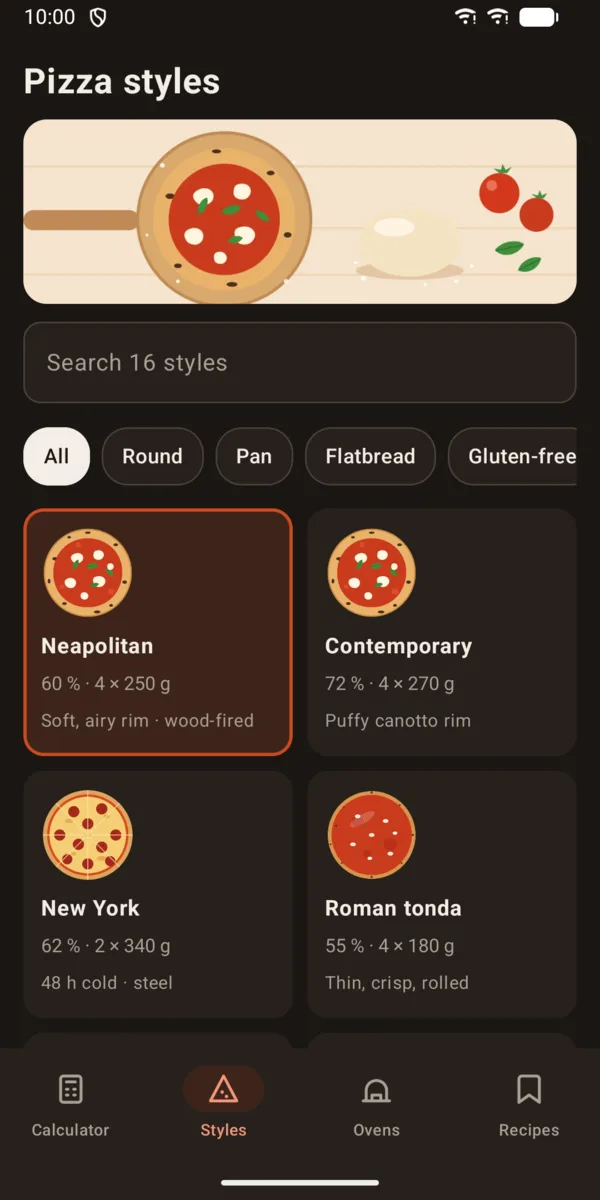 10:00
Pizza styles
Search 16 styles
All
Round
Pan
Flatbread
Gluten-free
Neapolitan
60 % · 4 × 250 g
Soft, airy rim · wood-fired
Contemporary
72 % · 4 × 270 g
Puffy canotto rim
New York
62 % · 2 × 340 g
48 h cold · steel
Roman tonda
55 % · 4 × 180 g
Thin, crisp, rolled
Calculator
Styles
Ovens
Recipes